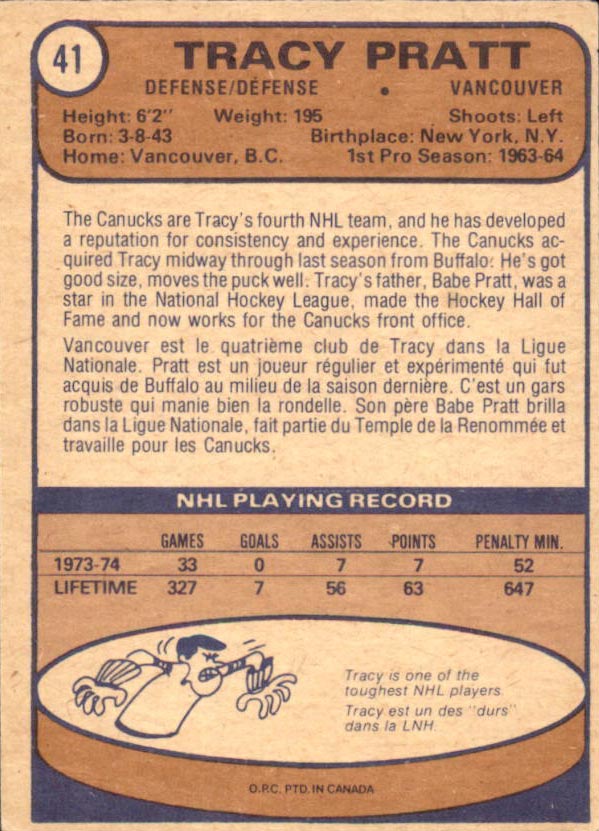 41
TRACY PRATT
DEFENSE/DÉFENSE • VANCOUVER
Height: 6'2" Weight: 195 Shoots: Left
Born: 3-8-43 Birthplace: New York, N.Y.
Home: Vancouver, B.C. 1st Pro Season: 1963-64
The Canucks are Tracy's fourth NHL team, and he has developed
a reputation for consistency and experience. The Canucks ac-
quired Tracy midway through last season from Buffalo. He's got
good size, moves the puck well. Tracy's father, Babe Pratt, was a
star in the National Hockey League, made the Hockey Hall of
Fame and now works for the Canucks front office.
Vancouver est le quatrième club de Tracy dans la Ligue
Nationale. Pratt est un joueur régulier et expérimenté qui fut
acquis de Buffalo au milieu de la saison dernière. C'est un gars
robuste qui manie bien la rondelle. Son père Babe Pratt brilla
dans la Ligue Nationale, fait partie du Temple de la Renommée et
travaille pour les Canucks.
NHL PLAYING RECORD
GAMES GOALS ASSISTS POINTS PENALTY MIN.
1973-74 33 0 7 7 52
LIFETIME 327 7 56 63 647
Tracy is one of the
toughest NHL players.
Tracy est un des "durs"
dans la LNH.
O.P.C. PTD. IN CANADA